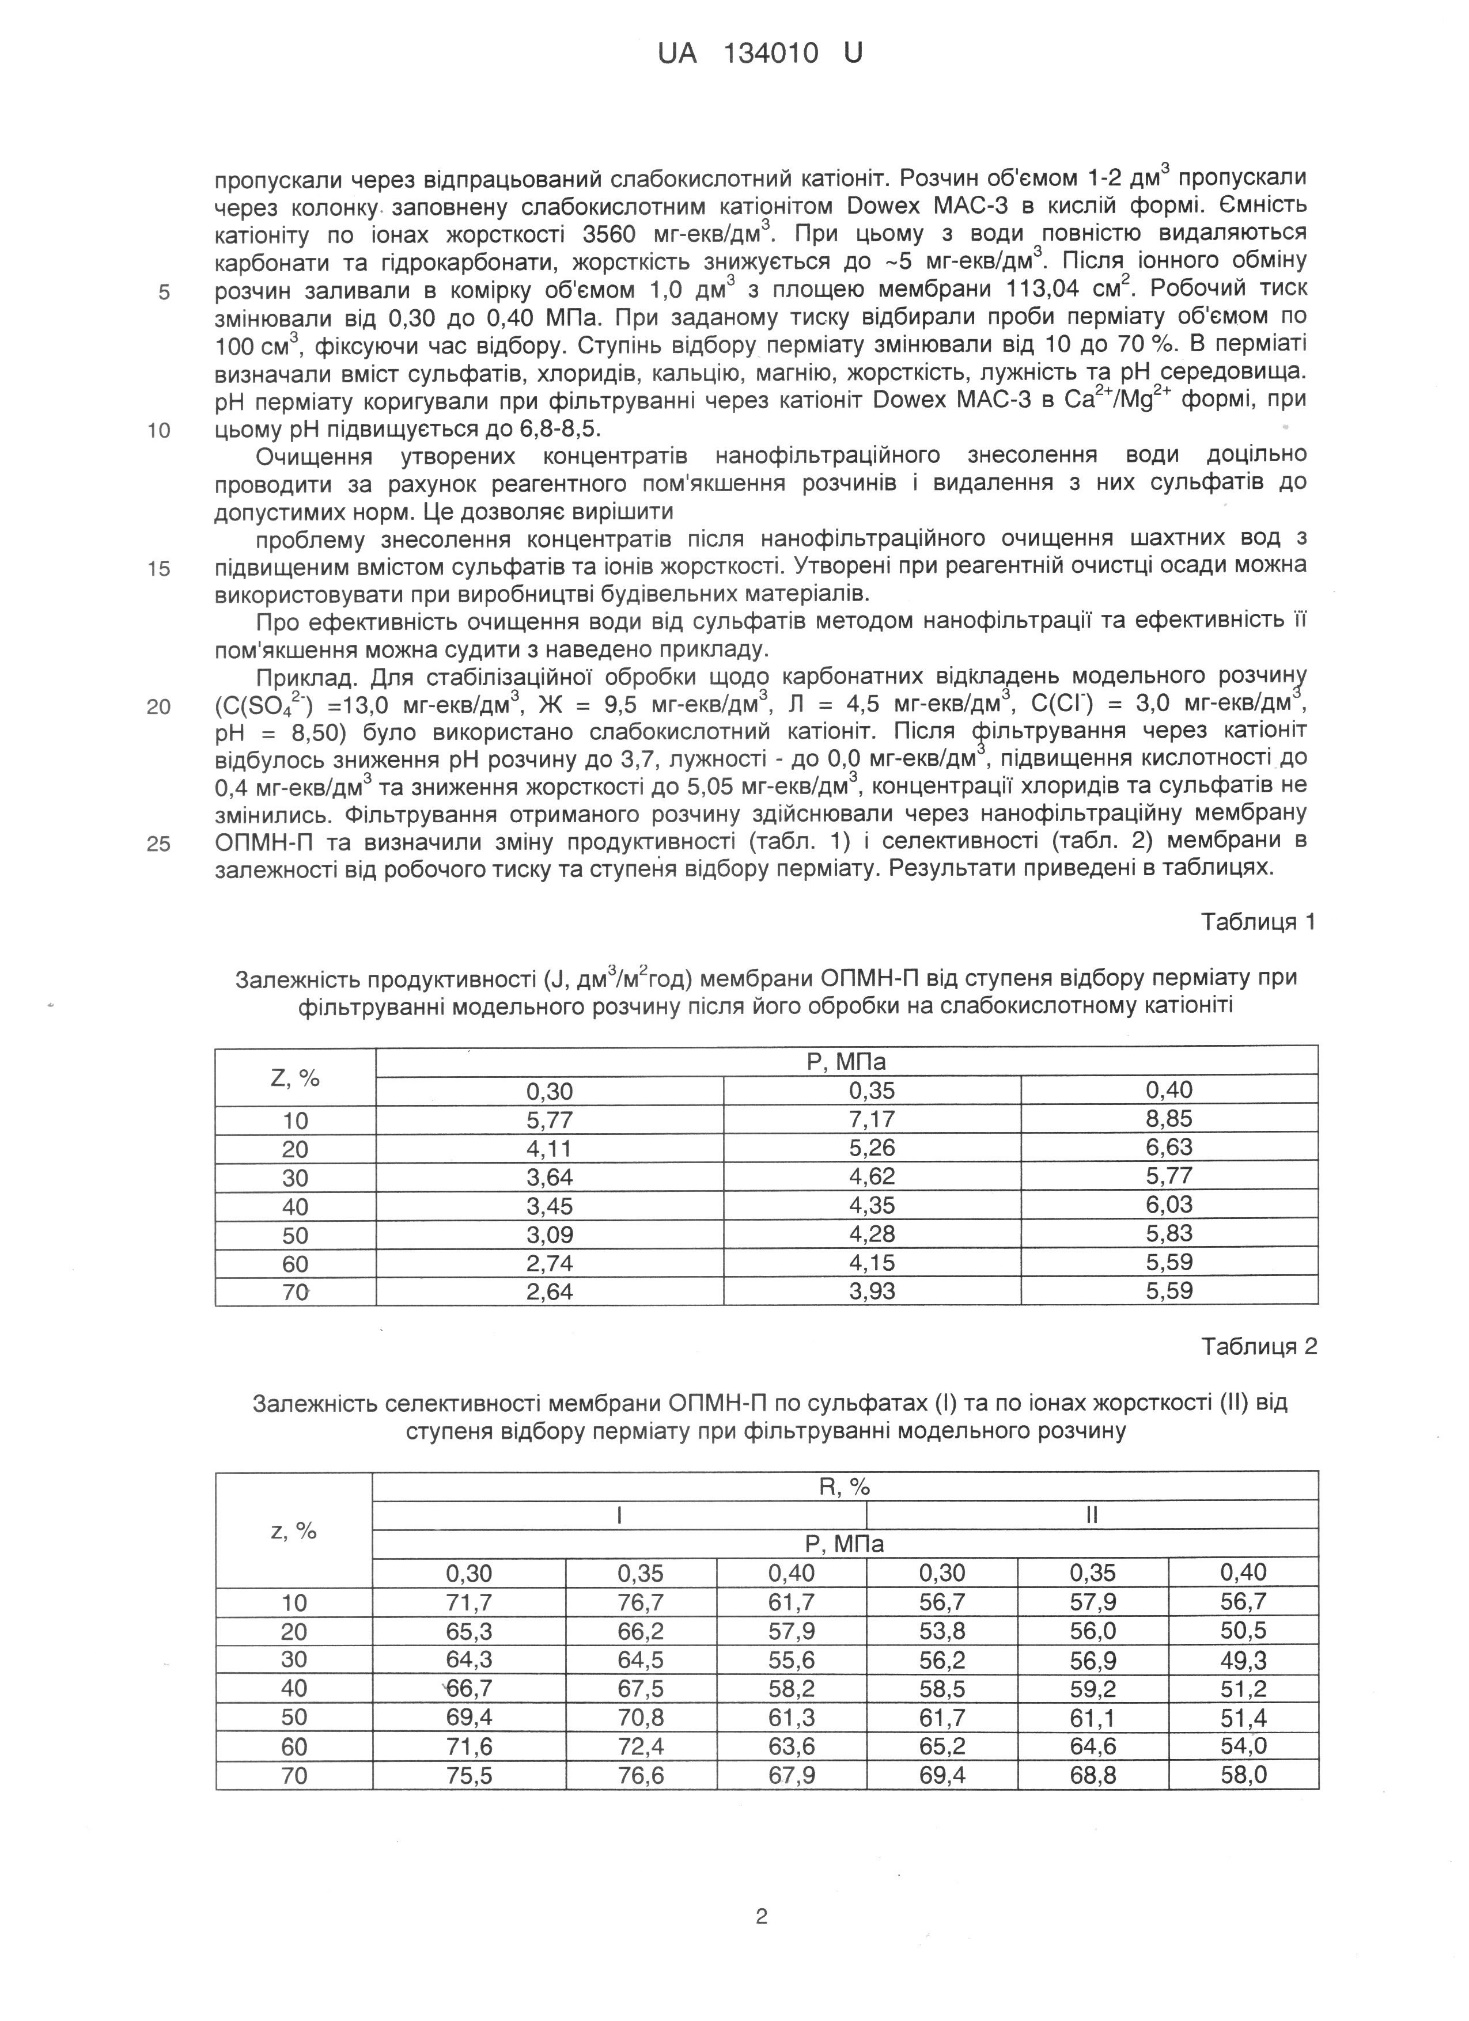 UA 134010 U
пропускали через відпрацьований слабокислотний катіоніт. Розчин об'ємом 1-2 дм³ пропускали
через колонку заповнену слабокислотним катіонітом Dowex MAC-3 в кислій формі. Ємність
катіоніту по іонах жорсткості 3560 мг-екв/дм³. При цьому з води повністю видаляються
карбонати та гідрокарбонати, жорсткість знижується до ~5 мг-екв/дм³. Після іонного обміну
5 розчин заливали в комірку об'ємом 1,0 дм³ з площею мембрани 113,04 см². Робочий тиск
змінювали від 0,30 до 0,40 МПа. При заданому тиску відбирали проби перміату об'ємом по
100 см³, фіксуючи час відбору. Ступінь відбору перміату змінювали від 10 до 70 %. В перміаті
визначали вміст сульфатів, хлоридів, кальцію, магнію, жорсткість, лужність та рН середовища.
рН перміату коригували при фільтруванні через катіоніт Dowex MAC-3 в Ca²⁺/Mg²⁺ формі, при
10 цьому рН підвищується до 6,8-8,5.
Очищення утворених концентратів нанофільтраційного знесолення води доцільно
проводити за рахунок реагентного пом'якшення розчинів і видалення з них сульфатів до
допустимих норм. Це дозволяє вирішити
проблему знесолення концентратів після нанофільтраційного очищення шахтних вод з
15 підвищеним вмістом сульфатів та іонів жорсткості. Утворені при реагентній очистці осади можна
використовувати при виробництві будівельних матеріалів.
Про ефективність очищення води від сульфатів методом нанофільтрації та ефективність її
пом'якшення можна судити з наведено прикладу.
Приклад. Для стабілізаційної обробки щодо карбонатних відкладень модельного розчину
20 (C(SO₄²⁻) =13,0 мг-екв/дм³, Ж = 9,5 мг-екв/дм³, Л = 4,5 мг-екв/дм³, C(Cl⁻) = 3,0 мг-екв/дм³,
рН = 8,50) було використано слабокислотний катіоніт. Після фільтрування через катіоніт
відбулось зниження рН розчину до 3,7, лужності - до 0,0 мг-екв/дм³, підвищення кислотності до
0,4 мг-екв/дм³ та зниження жорсткості до 5,05 мг-екв/дм³, концентрації хлоридів та сульфатів не
змінились. Фільтрування отриманого розчину здійснювали через нанофільтраційну мембрану
25 ОПМН-П та визначили зміну продуктивності (табл. 1) і селективності (табл. 2) мембрани в
залежності від робочого тиску та ступеня відбору перміату. Результати приведені в таблицях.
Таблиця 1
Залежність продуктивності (J, дм³/м²год) мембрани ОПМН-П від ступеня відбору перміату при
фільтруванні модельного розчину після його обробки на слабокислотному катіоніті
Z, % P, МПа
0,30 0,35 0,40
10 5,77 7,17 8,85
20 4,11 5,26 6,63
30 3,64 4,62 5,77
40 3,45 4,35 6,03
50 3,09 4,28 5,83
60 2,74 4,15 5,59
70 2,64 3,93 5,59
Таблиця 2
Залежність селективності мембрани ОПМН-П по сульфатах (I) та по іонах жорсткості (II) від
ступеня відбору перміату при фільтруванні модельного розчину
z, % R, %
I II
P, МПа
0,30 0,35 0,40 0,30 0,35 0,40
10 71,7 76,7 61,7 56,7 57,9 56,7
20 65,3 66,2 57,9 53,8 56,0 50,5
30 64,3 64,5 55,6 56,2 56,9 49,3
40 66,7 67,5 58,2 58,5 59,2 51,2
50 69,4 70,8 61,3 61,7 61,1 51,4
60 71,6 72,4 63,6 65,2 64,6 54,0
70 75,5 76,6 67,9 69,4 68,8 58,0
2